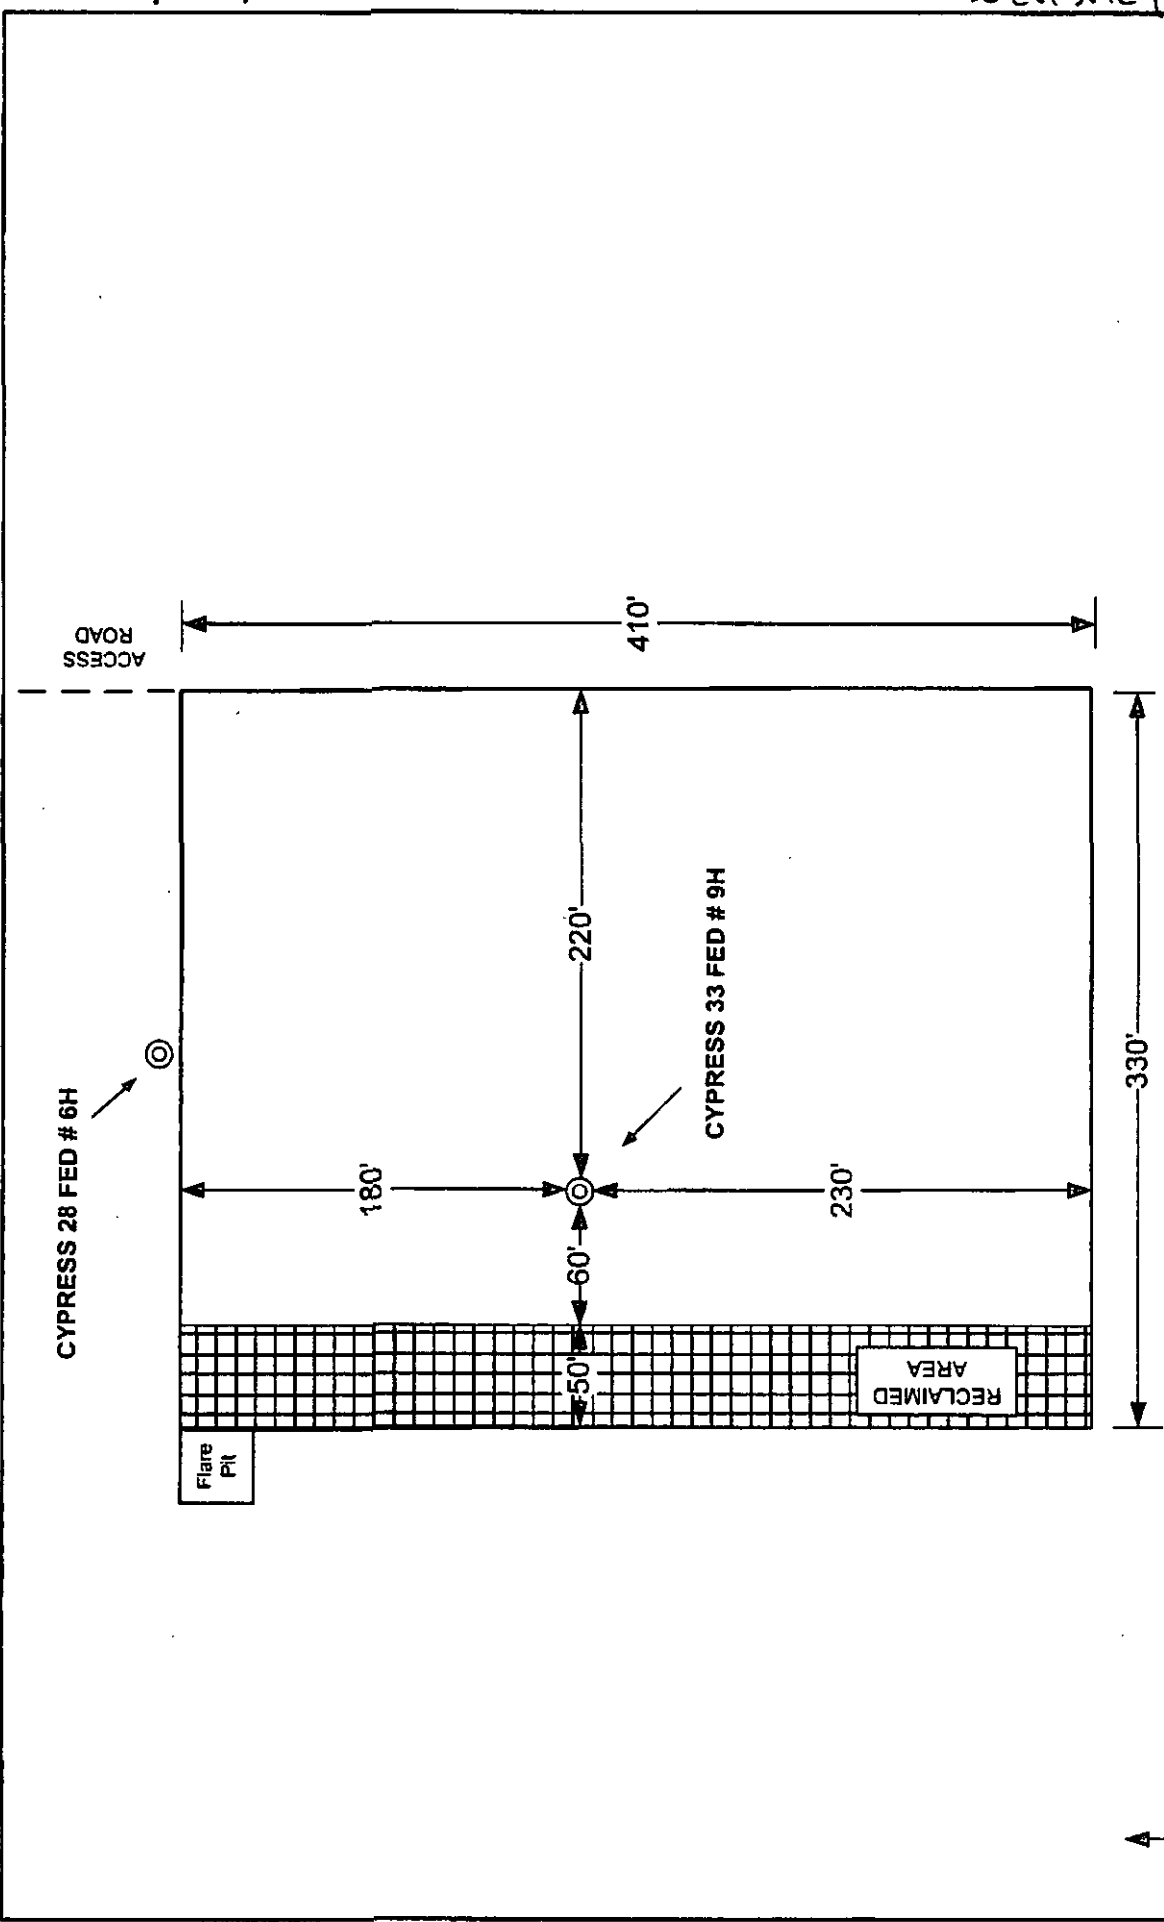 ACCESS
ROAD
CYPRESS 28 FED # 6H
410'
220'
CYPRESS 33 FED # 9H
180'
230'
60'
50'
Flare
Pit
RECLAIMED
AREA
330'